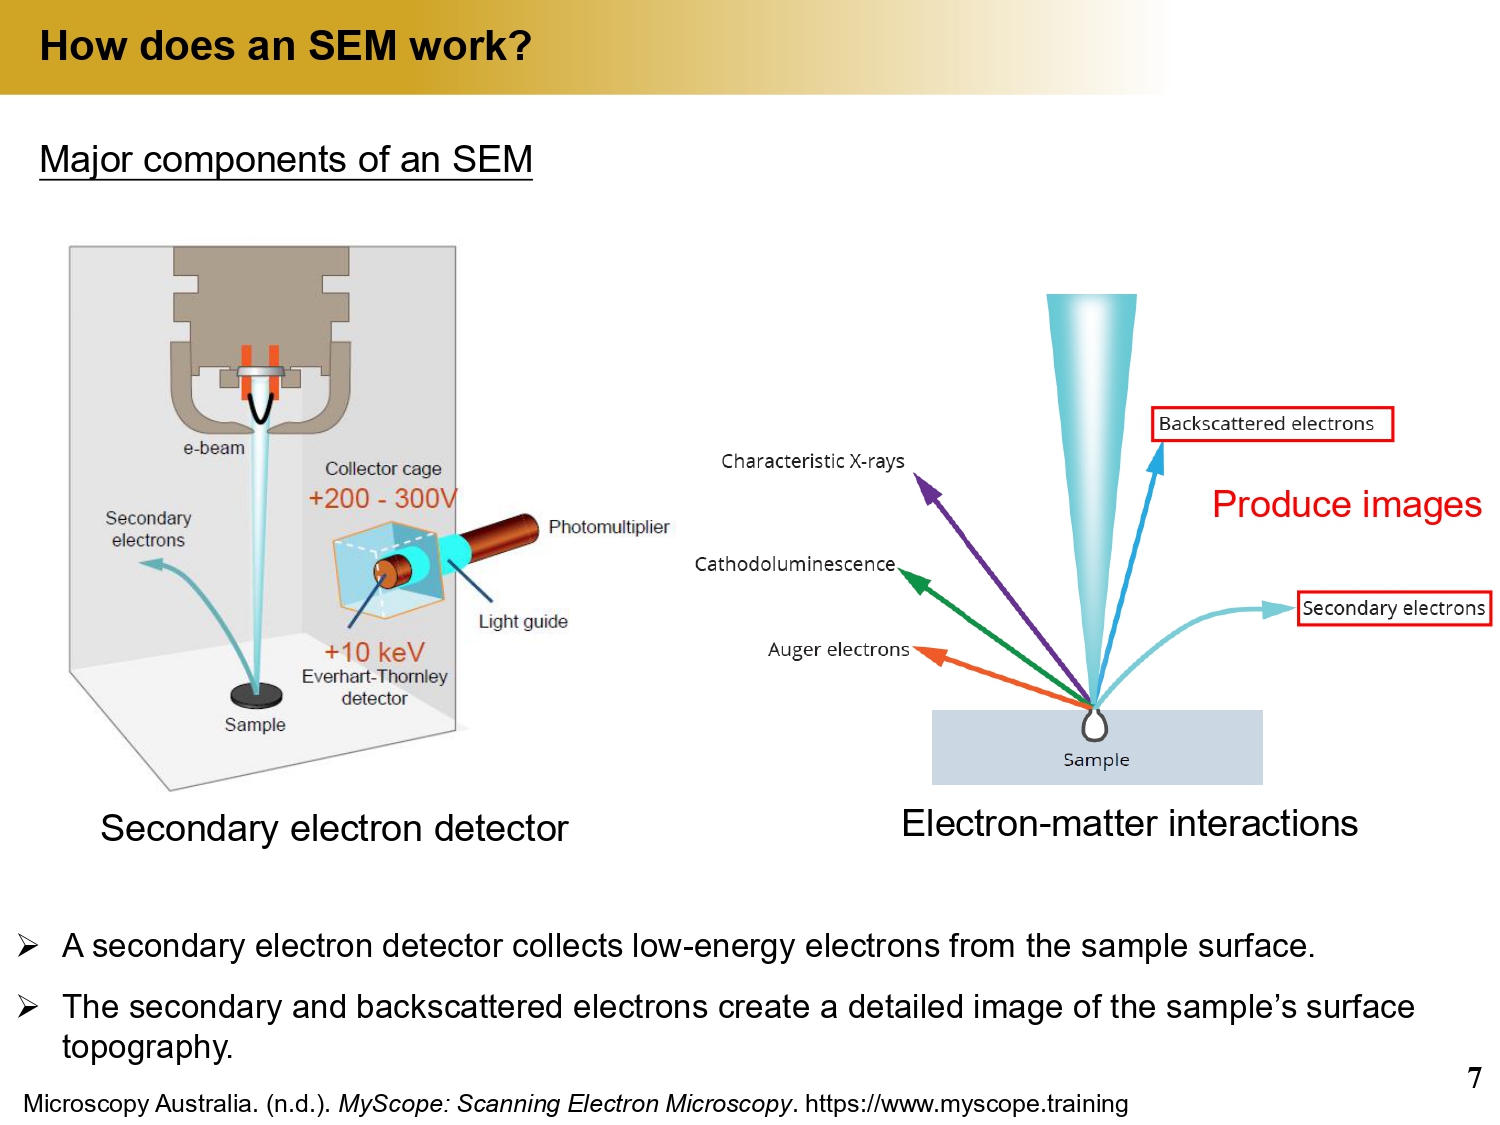 How does an SEM work?
Major components of an SEM
e-beam
Collector cage
+200 - 300V
Secondary
electrons
Photomultiplier
Light guide
+10 keV
Everhart-Thornley
detector
Sample
Secondary electron detector
Backscattered electrons
Characteristic X-rays
Produce images
Cathodoluminescence
Secondary electrons
Auger electrons
Sample
Electron-matter interactions
➢ A secondary electron detector collects low-energy electrons from the sample surface.
➢ The secondary and backscattered electrons create a detailed image of the sample’s surface
topography.
7
Microscopy Australia. (n.d.). MyScope: Scanning Electron Microscopy. https://www.myscope.training